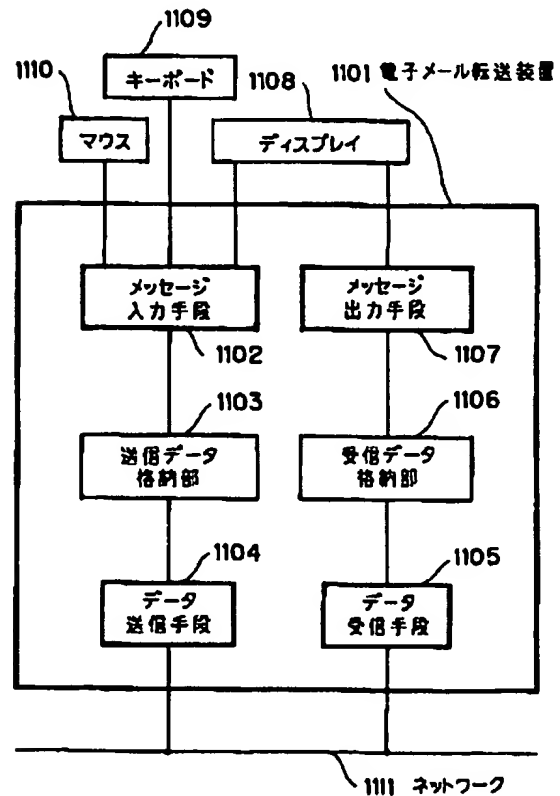 1109
キーボード
1110
マウス
1108
ディスプレイ
1101 電子メール転送装置
メッセージ
入力手段
1102
メッセージ
出力手段
1107
1103
送信データ
格納部
1106
受信データ
格納部
1104
データ
送信手段
1105
データ
受信手段
1111 ネットワーク